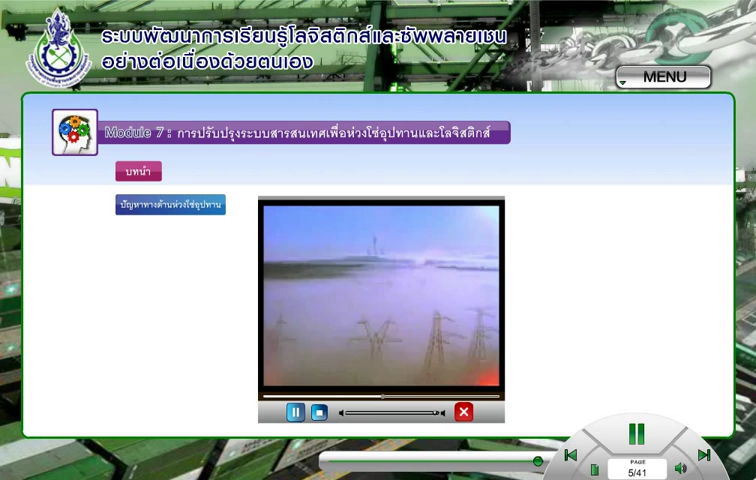 ระบบพัฒนาการเรียนรู้โลจิสติกส์และซัพพลายเชน
อย่างต่อเนื่องด้วยตนเอง
MENU
Module 7 : การปรับปรุงระบบสารสนเทศเพื่อห่วงโซ่อุปทานและโลจิสติกส์
บทนำ
ปัญหาทางด้านห่วงโซ่อุปทาน
PAGE
5/41